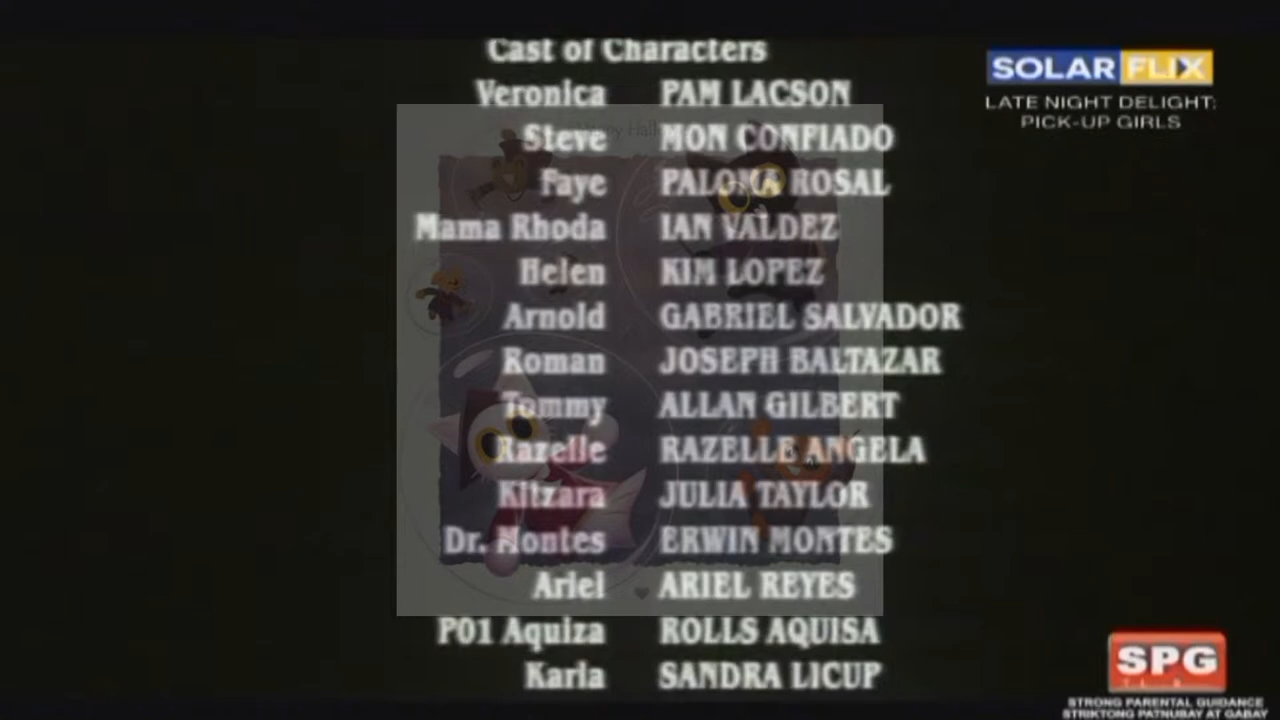 Cast of Characters
Veronica PAM LACSON
Steve MON CONFIADO
Faye PALOMA ROSAL
Mama Rhoda IAN VALDEZ
Helen KIM LOPEZ
Arnold GABRIEL SALVADOR
Roman JOSEPH BALTAZAR
Tommy ALLAN GILBERT
Razelle RAZELLE ANGELA
Kitzara JULIA TAYLOR
Dr. Montes ERWIN MONTES
Ariel ARIEL REYES
P01 Aquiza ROLLS AQUISA
Karla SANDRA LICUP
SOLAR FLIX
LATE NIGHT DELIGHT:
PICK-UP GIRLS
SPG
STRONG PARENTAL GUIDANCE
STRIKTONG PATNUBAY AT GABAY